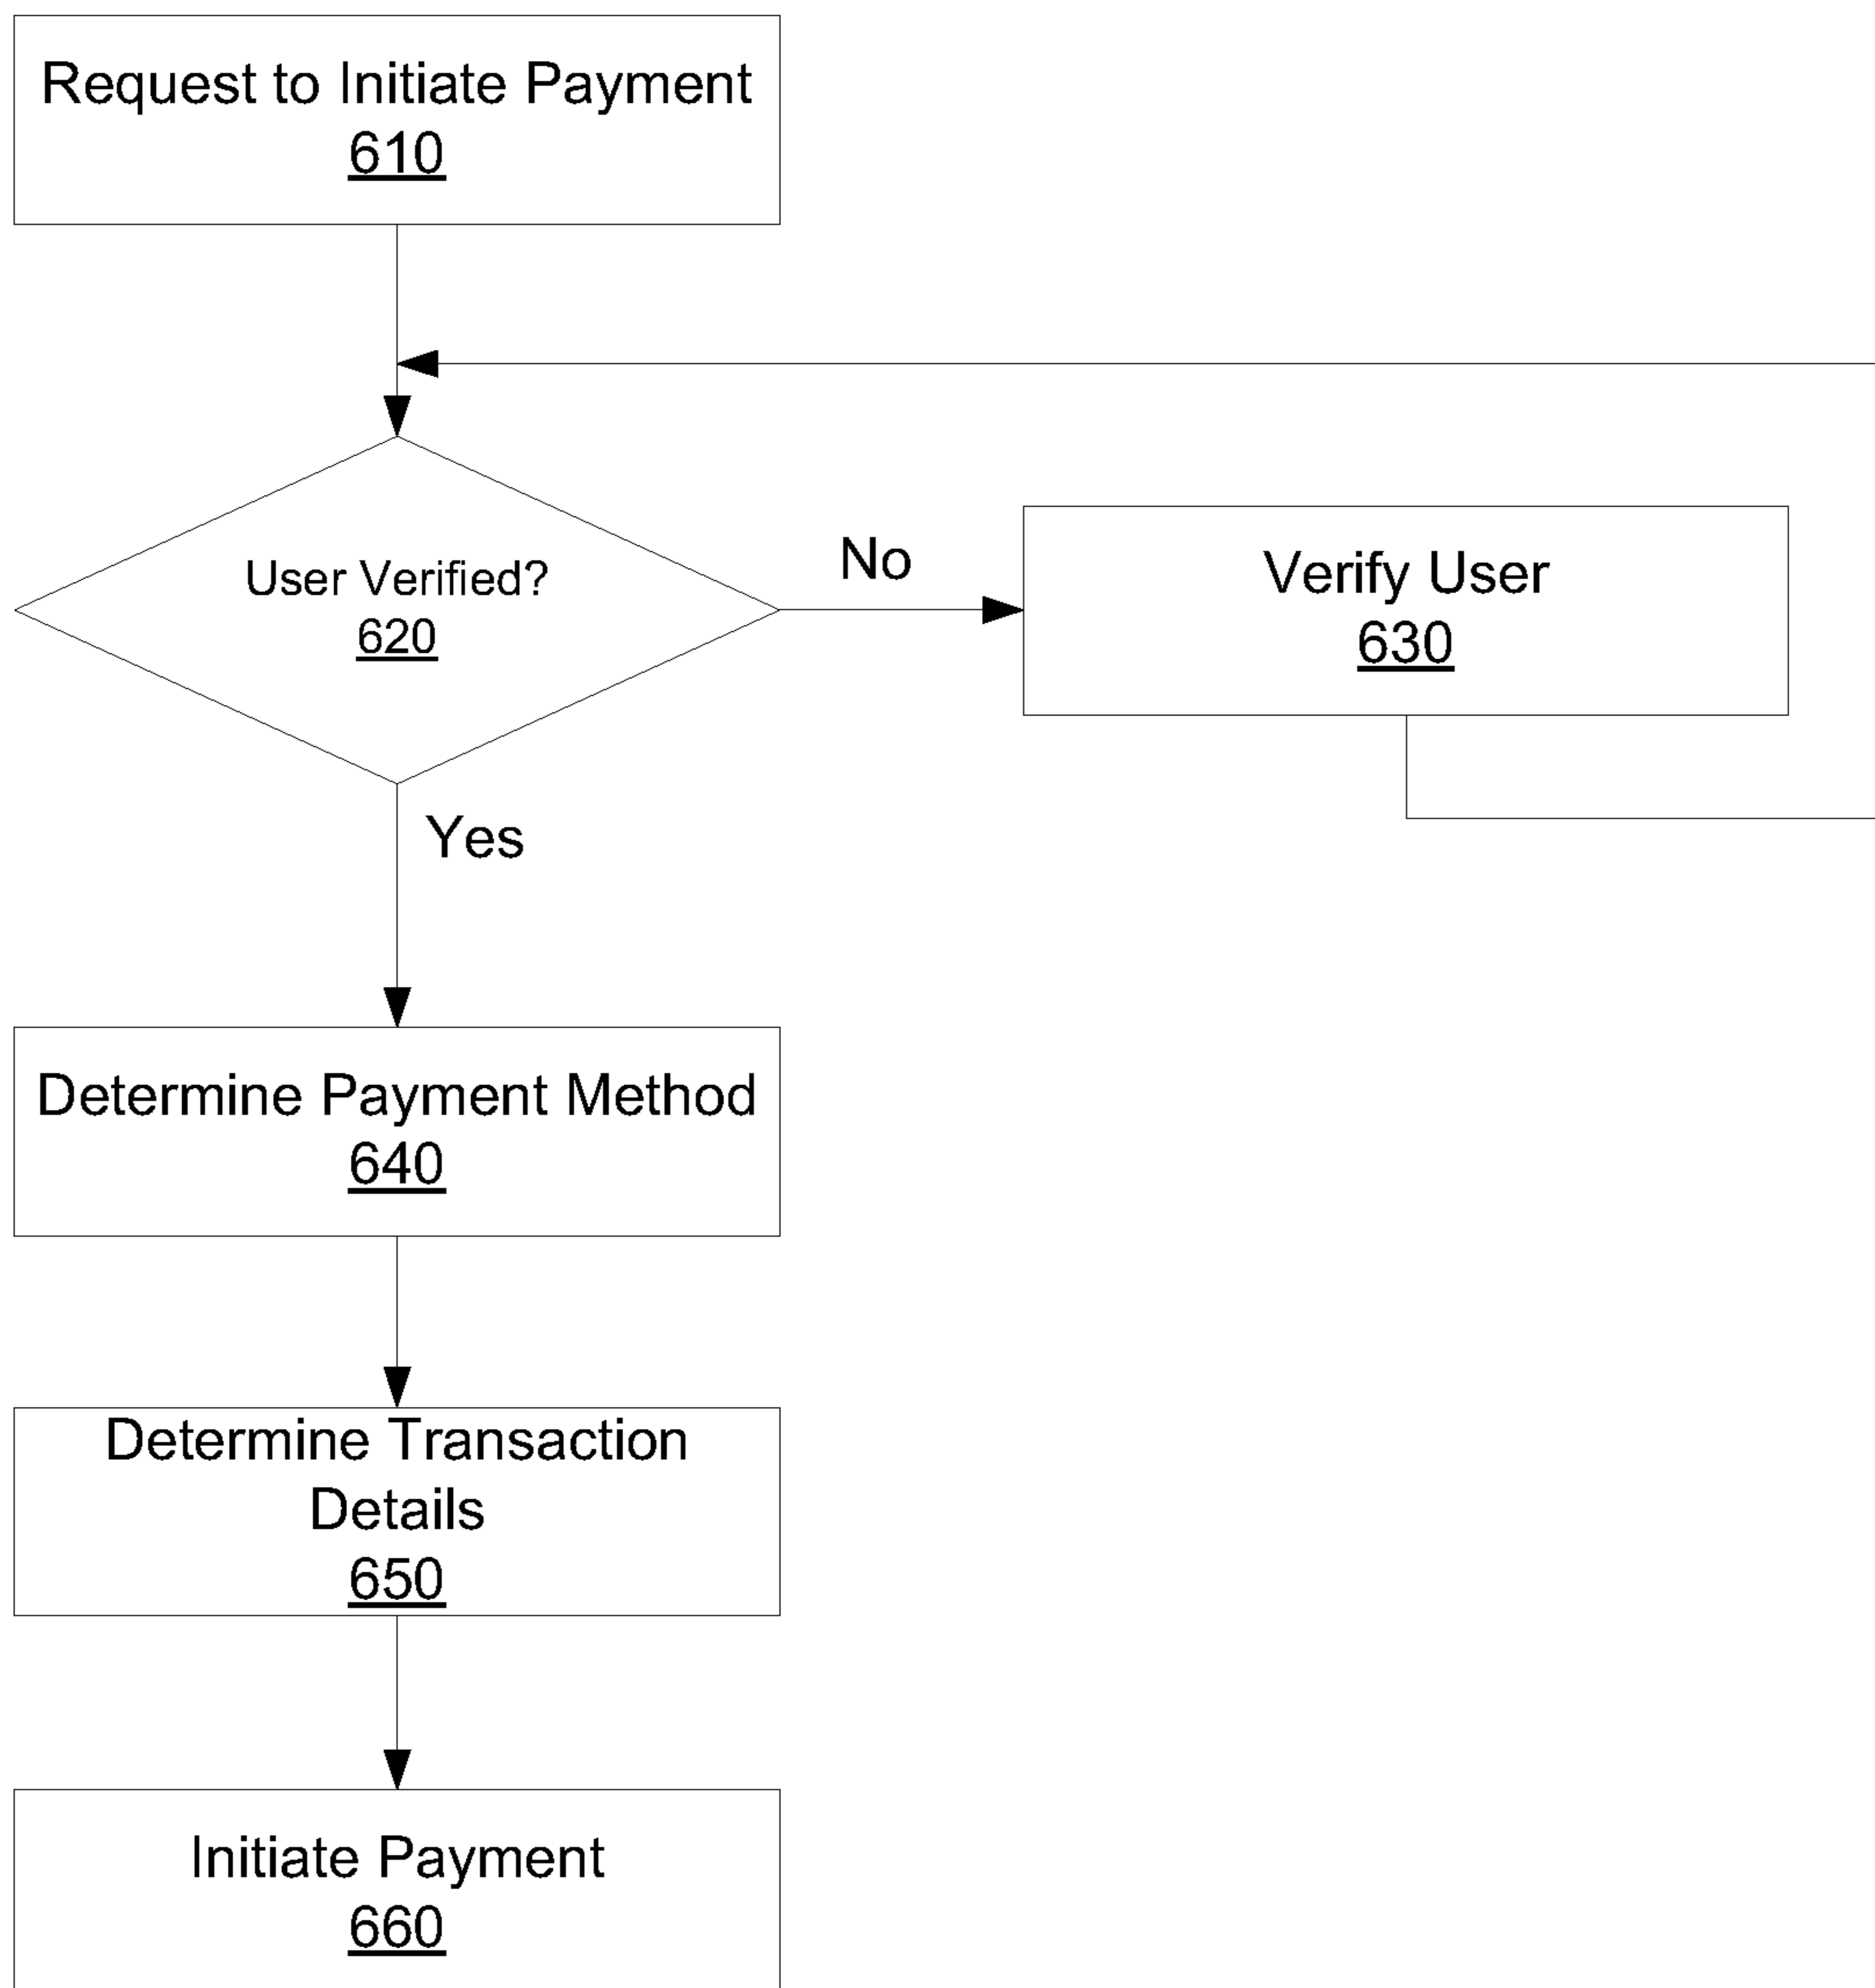 Request to Initiate Payment
610
User Verified?
620
No
Verify User
630
Yes
Determine Payment Method
640
Determine Transaction
Details
650
Initiate Payment
660